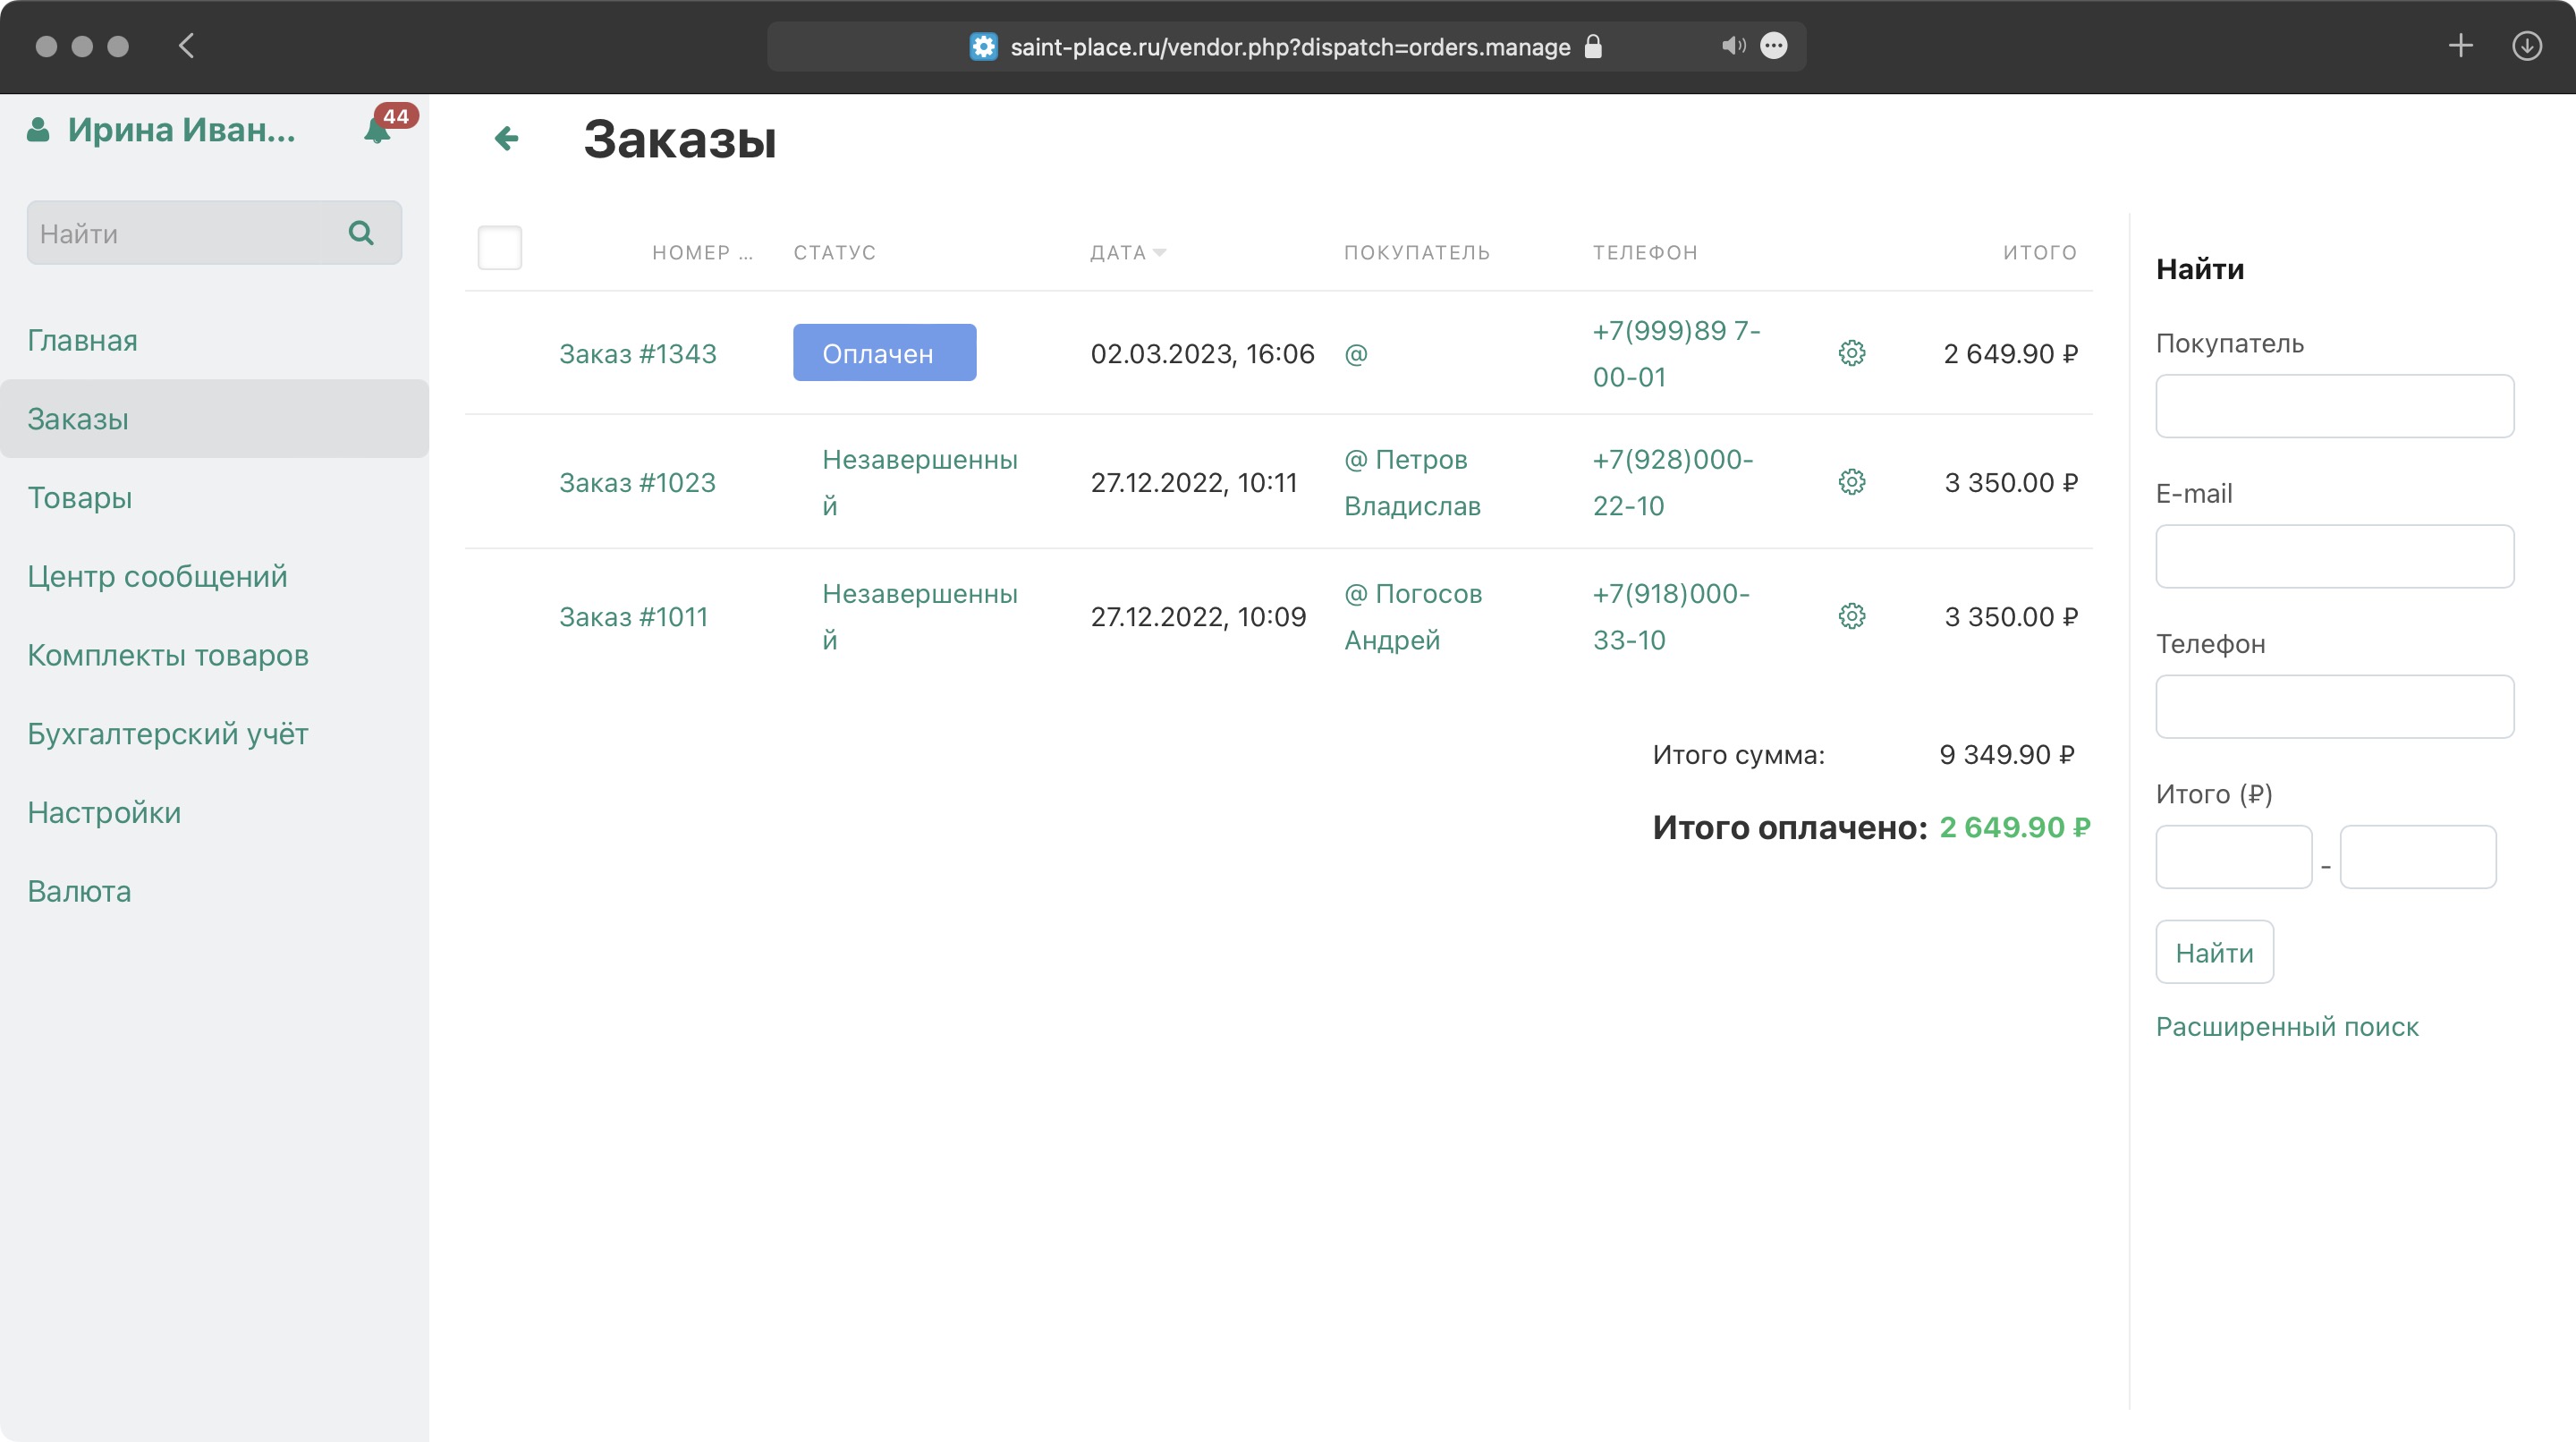 saint-place.ru/vendor.php?dispatch=orders.manage
Ирина Иван...
44
Найти
Главная
Заказы
Товары
Центр сообщений
Комплекты товаров
Бухгалтерский учёт
Настройки
Валюта
Заказы
НОМЕР ... СТАТУС ДАТА ПОКУПАТЕЛЬ ТЕЛЕФОН ИТОГО
Заказ #1343 Оплачен 02.03.2023, 16:06 @ +7(999)89 7-
00-01
2 649.90 ₽
Заказ #1023 Незавершенны
й
27.12.2022, 10:11 @ Петров
Владислав
+7(928)000-
22-10
3 350.00 ₽
Заказ #1011 Незавершенны
й
27.12.2022, 10:09 @ Погосов
Андрей
+7(918)000-
33-10
3 350.00 ₽
Итого сумма: 9 349.90 ₽
Итого оплачено: 2 649.90 ₽
Найти
Покупатель
E-mail
Телефон
Итого (₽)
-
Найти
Расширенный поиск